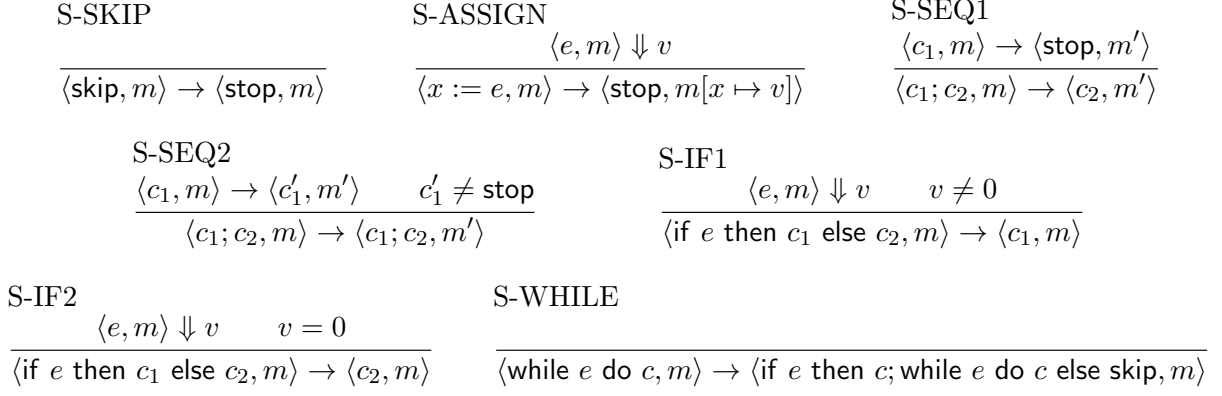 S-SKIP
⟨skip, m⟩ → ⟨stop, m⟩
S-ASSIGN
⟨e, m⟩ ⇓ v
⟨x := e, m⟩ → ⟨stop, m[x ↦ v]⟩
S-SEQ1
⟨c₁, m⟩ → ⟨stop, m′⟩
⟨c₁; c₂, m⟩ → ⟨c₂, m′⟩
S-SEQ2
⟨c₁, m⟩ → ⟨c′₁, m′⟩ c′₁ ≠ stop
⟨c₁; c₂, m⟩ → ⟨c₁; c₂, m′⟩
S-IF1
⟨e, m⟩ ⇓ v v ≠ 0
⟨if e then c₁ else c₂, m⟩ → ⟨c₁, m⟩
S-IF2
⟨e, m⟩ ⇓ v v = 0
⟨if e then c₁ else c₂, m⟩ → ⟨c₂, m⟩
S-WHILE
⟨while e do c, m⟩ → ⟨if e then c; while e do c else skip, m⟩